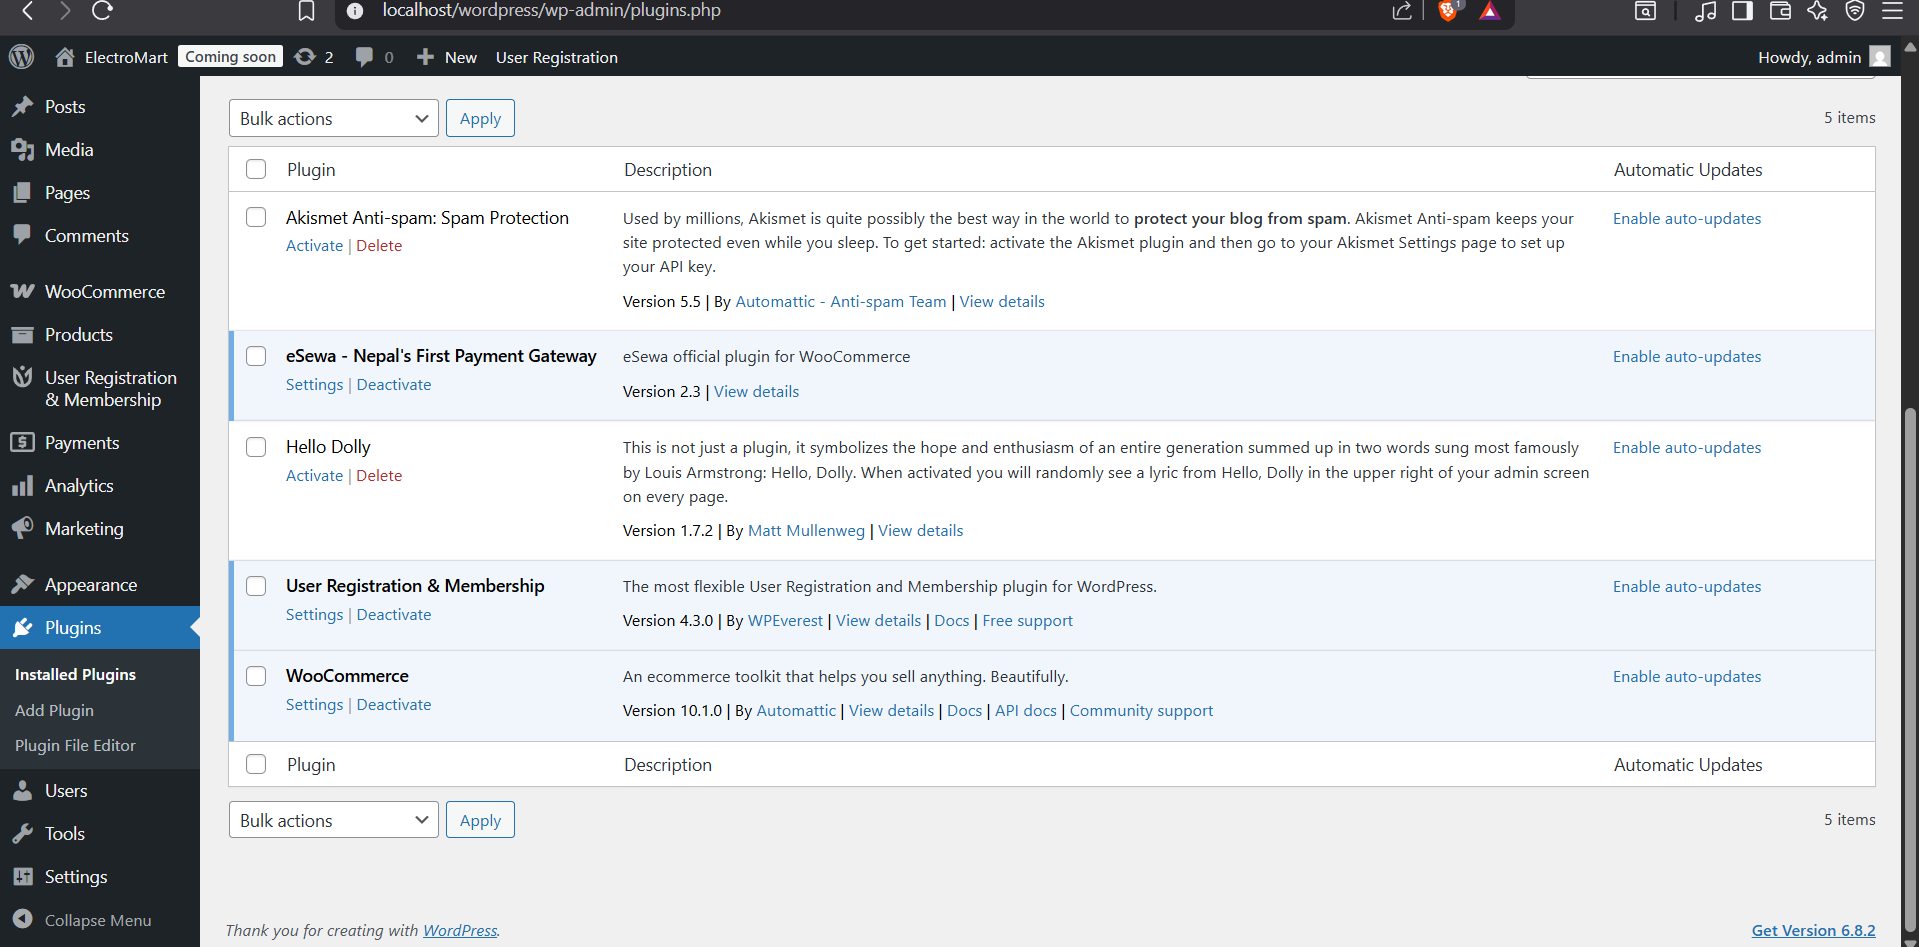 localhost/wordpress/wp-admin/plugins.php
1
ElectroMart Coming soon 2 0 New User Registration Howdy, admin
Posts
Media
Pages
Comments
WooCommerce
Products
User Registration
& Membership
Payments
Analytics
Marketing
Appearance
Plugins
Installed Plugins
Add Plugin
Plugin File Editor
Users
Tools
Settings
Collapse Menu
Bulk actions Apply 5 items
Plugin Description Automatic Updates
Akismet Anti-spam: Spam Protection
Activate | Delete
Used by millions, Akismet is quite possibly the best way in the world to protect your blog from spam. Akismet Anti-spam keeps your
site protected even while you sleep. To get started: activate the Akismet plugin and then go to your Akismet Settings page to set up
your API key.
Version 5.5 | By Automattic - Anti-spam Team | View details
Enable auto-updates
eSewa - Nepal's First Payment Gateway
Settings | Deactivate
eSewa official plugin for WooCommerce
Version 2.3 | View details
Enable auto-updates
Hello Dolly
Activate | Delete
This is not just a plugin, it symbolizes the hope and enthusiasm of an entire generation summed up in two words sung most famously
by Louis Armstrong: Hello, Dolly. When activated you will randomly see a lyric from Hello, Dolly in the upper right of your admin screen
on every page.
Version 1.7.2 | By Matt Mullenweg | View details
Enable auto-updates
User Registration & Membership
Settings | Deactivate
The most flexible User Registration and Membership plugin for WordPress.
Version 4.3.0 | By WPEverest | View details | Docs | Free support
Enable auto-updates
WooCommerce
Settings | Deactivate
An ecommerce toolkit that helps you sell anything. Beautifully.
Version 10.1.0 | By Automattic | View details | Docs | API docs | Community support
Enable auto-updates
Plugin Description Automatic Updates
Bulk actions Apply 5 items
Thank you for creating with WordPress. Get Version 6.8.2